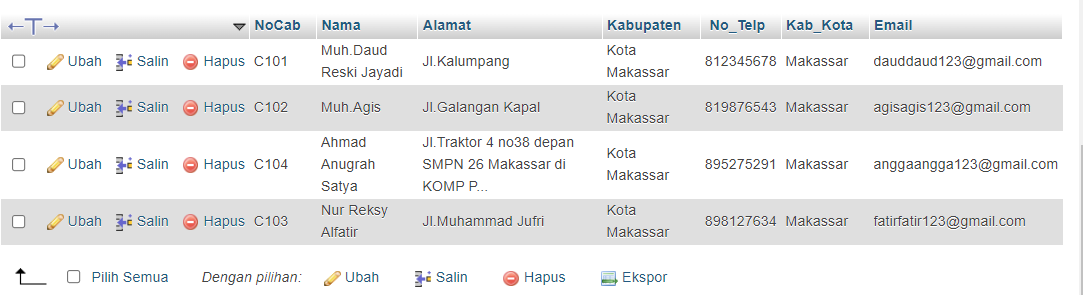 NoCab Nama Alamat Kabupaten No_Telp Kab_Kota Email
Ubah Salin Hapus C101 Muh.Daud Reski Jayadi Jl.Kalumpang Kota Makassar 812345678 Makassar dauddaud123@gmail.com
Ubah Salin Hapus C102 Muh.Agis Jl.Galangan Kapal Kota Makassar 819876543 Makassar agisagis123@gmail.com
Ubah Salin Hapus C104 Ahmad Anugrah Satya Jl.Traktor 4 no38 depan SMPN 26 Makassar di KOMP P... Kota Makassar 895275291 Makassar anggaangga123@gmail.com
Ubah Salin Hapus C103 Nur Reksy Alfatir Jl.Muhammad Jufri Kota Makassar 898127634 Makassar fatirfatir123@gmail.com
Pilih Semua Dengan pilihan: Ubah Salin Hapus Ekspor